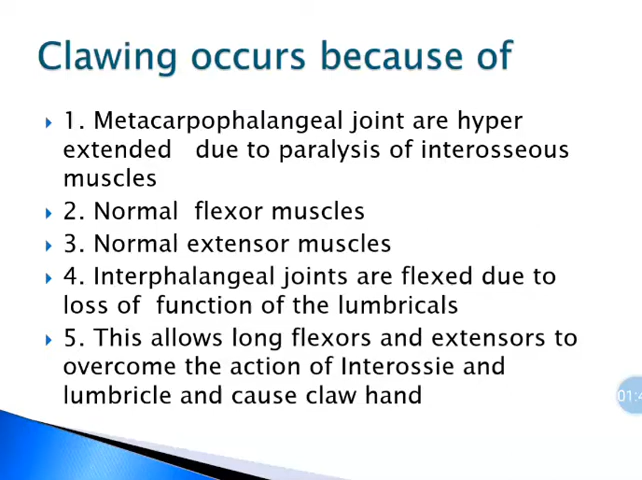 Clawing occurs because of
1. Metacarpophalangeal joint are hyper
extended due to paralysis of interosseous
muscles
2. Normal flexor muscles
3. Normal extensor muscles
4. Interphalangeal joints are flexed due to
loss of function of the lumbricals
5. This allows long flexors and extensors to
overcome the action of Interossie and
lumbricle and cause claw hand